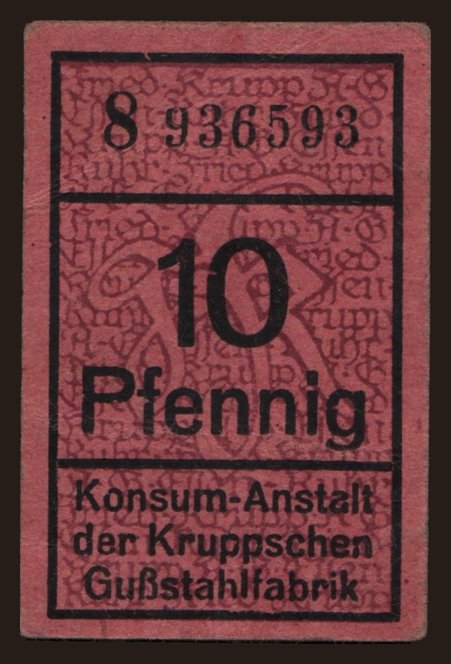 8 936593
10
Pfennig
Konsum-Anstalt
der Kruppschen
Gußstahlfabrik